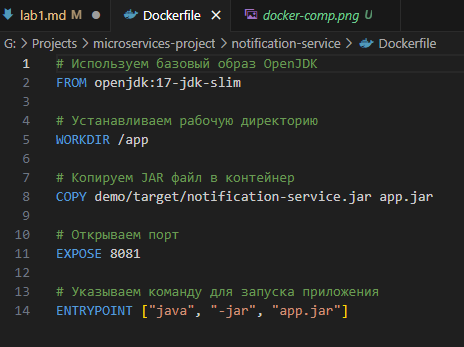 lab1.md Dockerfile docker-comp.png U
G: > Projects > microservices-project > notification-service > Dockerfile
1 # Используем базовый образ OpenJDK
2 FROM openjdk:17-jdk-slim
3
4 # Устанавливаем рабочую директорию
5 WORKDIR /app
6
7 # Копируем JAR файл в контейнер
8 COPY demo/target/notification-service.jar app.jar
9
10 # Открываем порт
11 EXPOSE 8081
12
13 # Указываем команду для запуска приложения
14 ENTRYPOINT ["java", "-jar", "app.jar"]